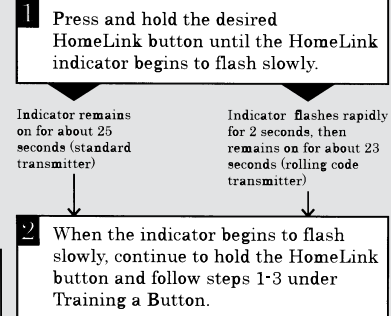 1
Press and hold the desired
HomeLink button until the HomeLink
indicator begins to flash slowly.
Indicator remains
on for about 25
seconds (standard
transmitter)
Indicator flashes rapidly
for 2 seconds, then
remains on for about 23
seconds (rolling code
transmitter)
2
When the indicator begins to flash
slowly, continue to hold the HomeLink
button and follow steps 1-3 under
Training a Button.